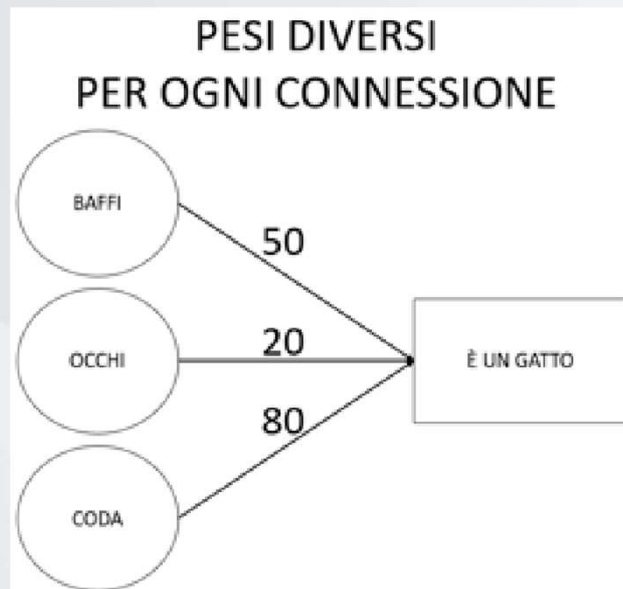 PESI DIVERSI
PER OGNI CONNESSIONE
BAFFI
50
OCCHI
20
È UN GATTO
80
CODA